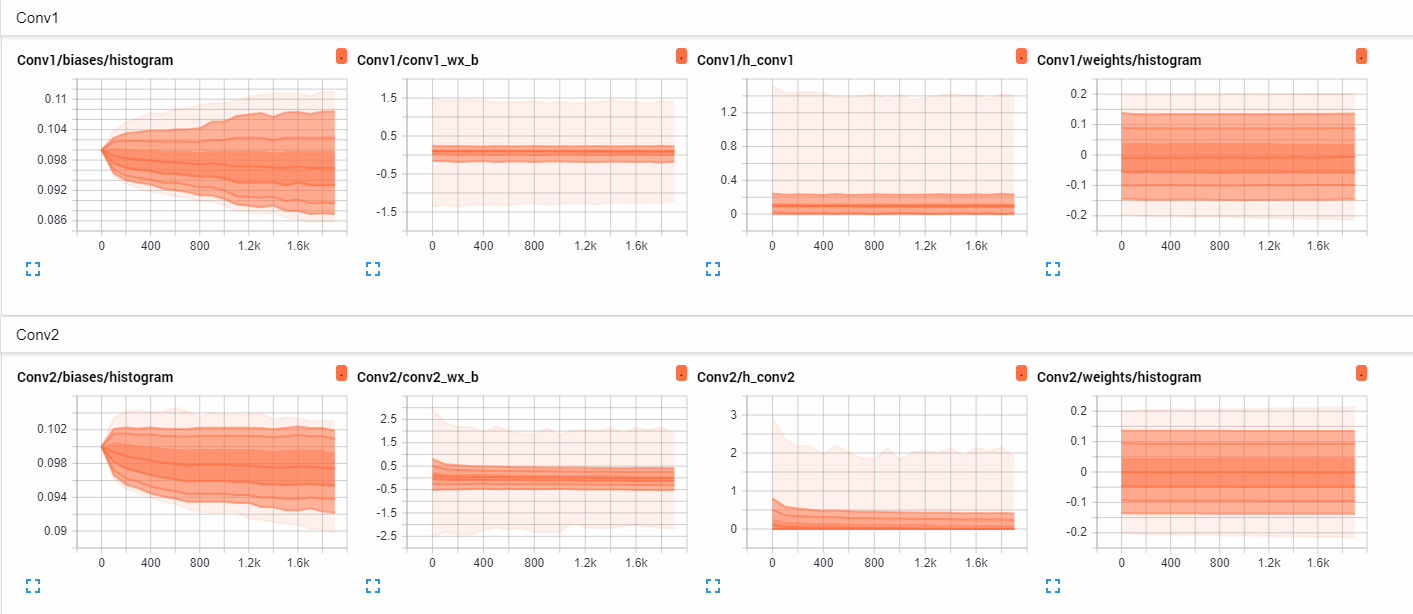 Conv1
Conv1/biases/histogram
0.11
0.104
0.098
0.092
0.086
0 400 800 1.2k 1.6k
Conv1/conv1_wx_b
1.5
0.5
-0.5
-1.5
0 400 800 1.2k 1.6k
Conv1/h_conv1
1.2
0.8
0.4
0
0 400 800 1.2k 1.6k
Conv1/weights/histogram
0.2
0.1
0
-0.1
-0.2
0 400 800 1.2k 1.6k
Conv2
Conv2/biases/histogram
0.102
0.098
0.094
0.09
0 400 800 1.2k 1.6k
Conv2/conv2_wx_b
2.5
1.5
0.5
-0.5
-1.5
-2.5
0 400 800 1.2k 1.6k
Conv2/h_conv2
3
2
1
0
0 400 800 1.2k 1.6k
Conv2/weights/histogram
0.2
0.1
0
-0.1
-0.2
0 400 800 1.2k 1.6k